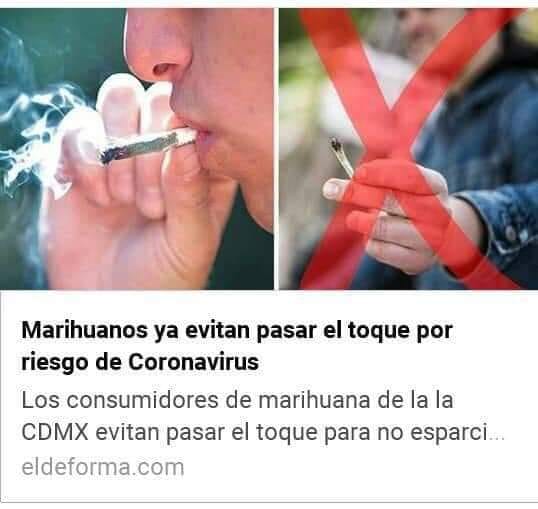 Marihuanos ya evitan pasar el toque por
riesgo de Coronavirus
Los consumidores de marihuana de la la
CDMX evitan pasar el toque para no esparci...
eldeforma.com